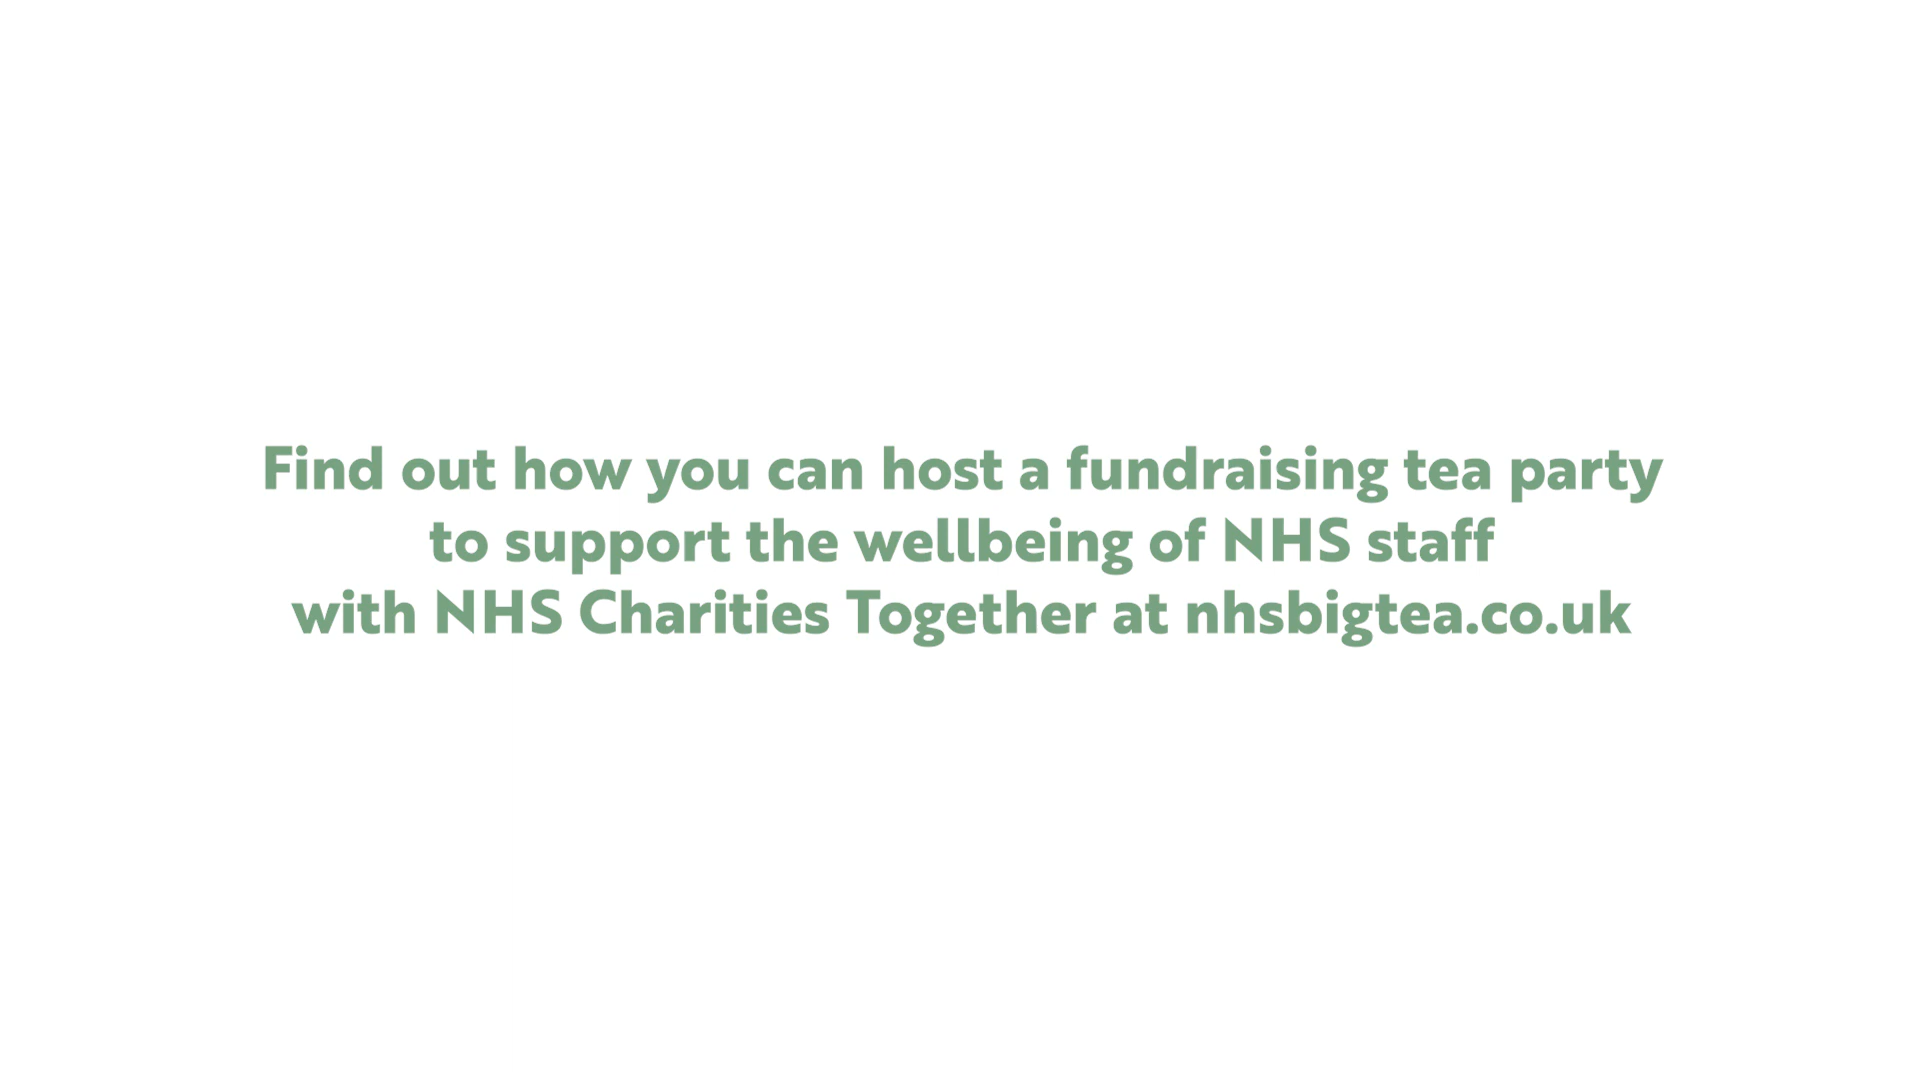 Find out how you can host a fundraising tea party
to support the wellbeing of NHS staff
with NHS Charities Together at nhsbigtea.co.uk